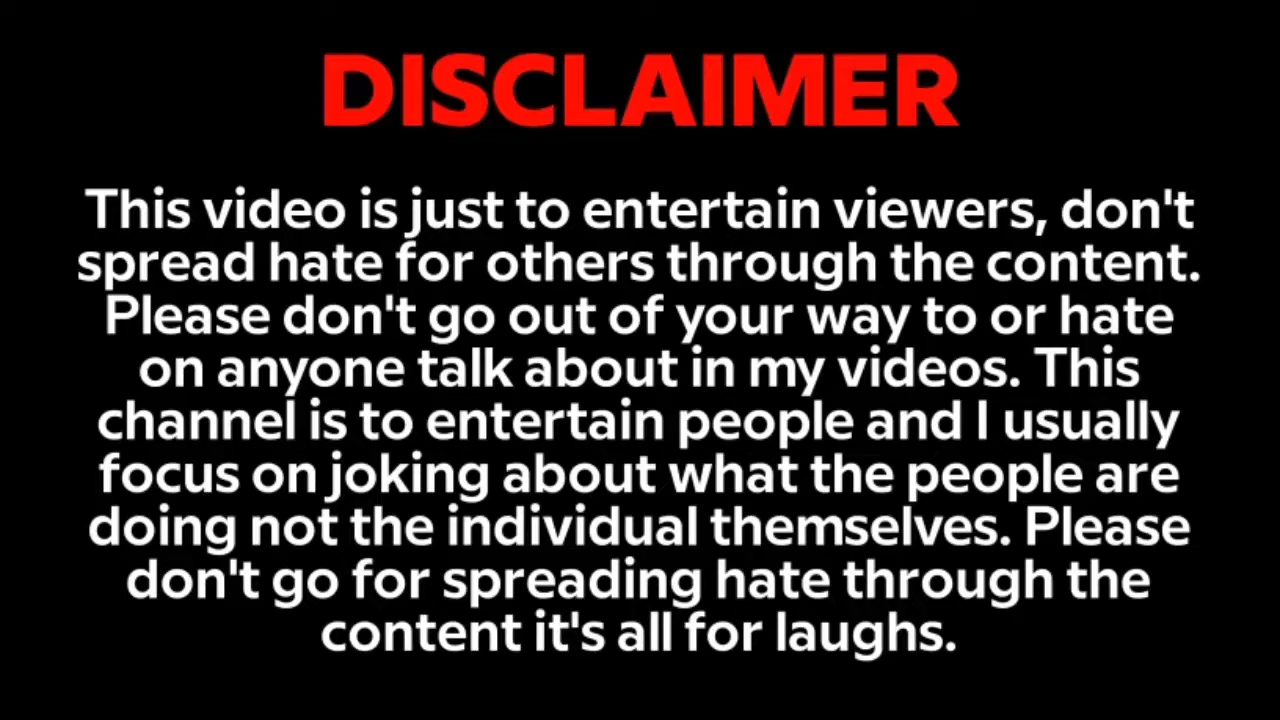 DISCLAIMER
This video is just to entertain viewers, don't
spread hate for others through the content.
Please don't go out of your way to or hate
on anyone talk about in my videos. This
channel is to entertain people and I usually
focus on joking about what the people are
doing not the individual themselves. Please
don't go for spreading hate through the
content it's all for laughs.